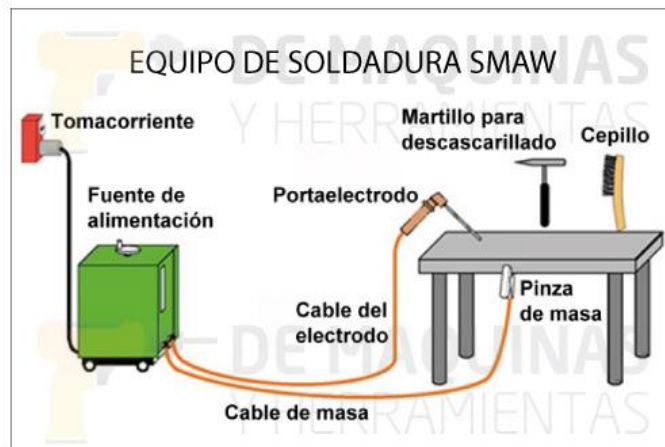 EQUIPO DE SOLDADURA SMAW
DE MAQUINAS
Y HERRAMIENTAS
Tomacorriente
Martillo para
descascarillado
Cepillo
Fuente de
alimentación
Portaelectrodo
Cable del
electrodo
Pinza
de masa
Cable de masa
DE MAQUINAS
Y HERRAMIENTAS